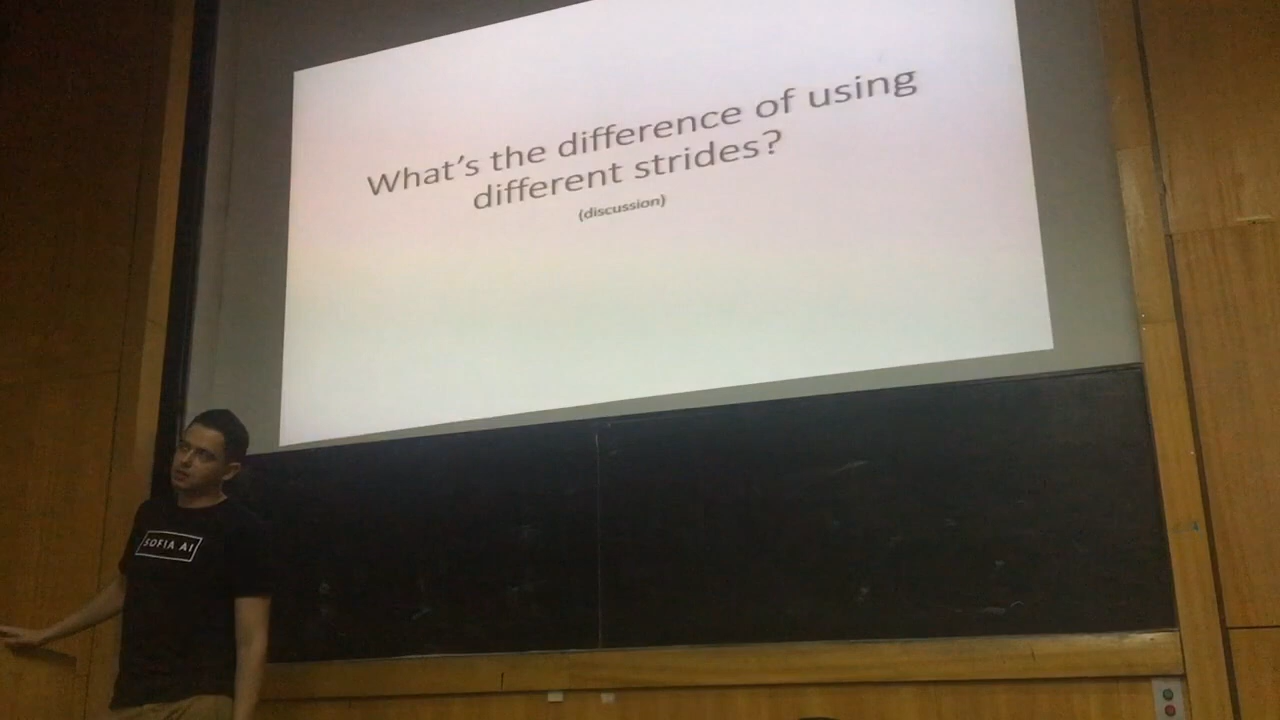 What's the difference of using
different strides?
(discussion)
SOFIA AI